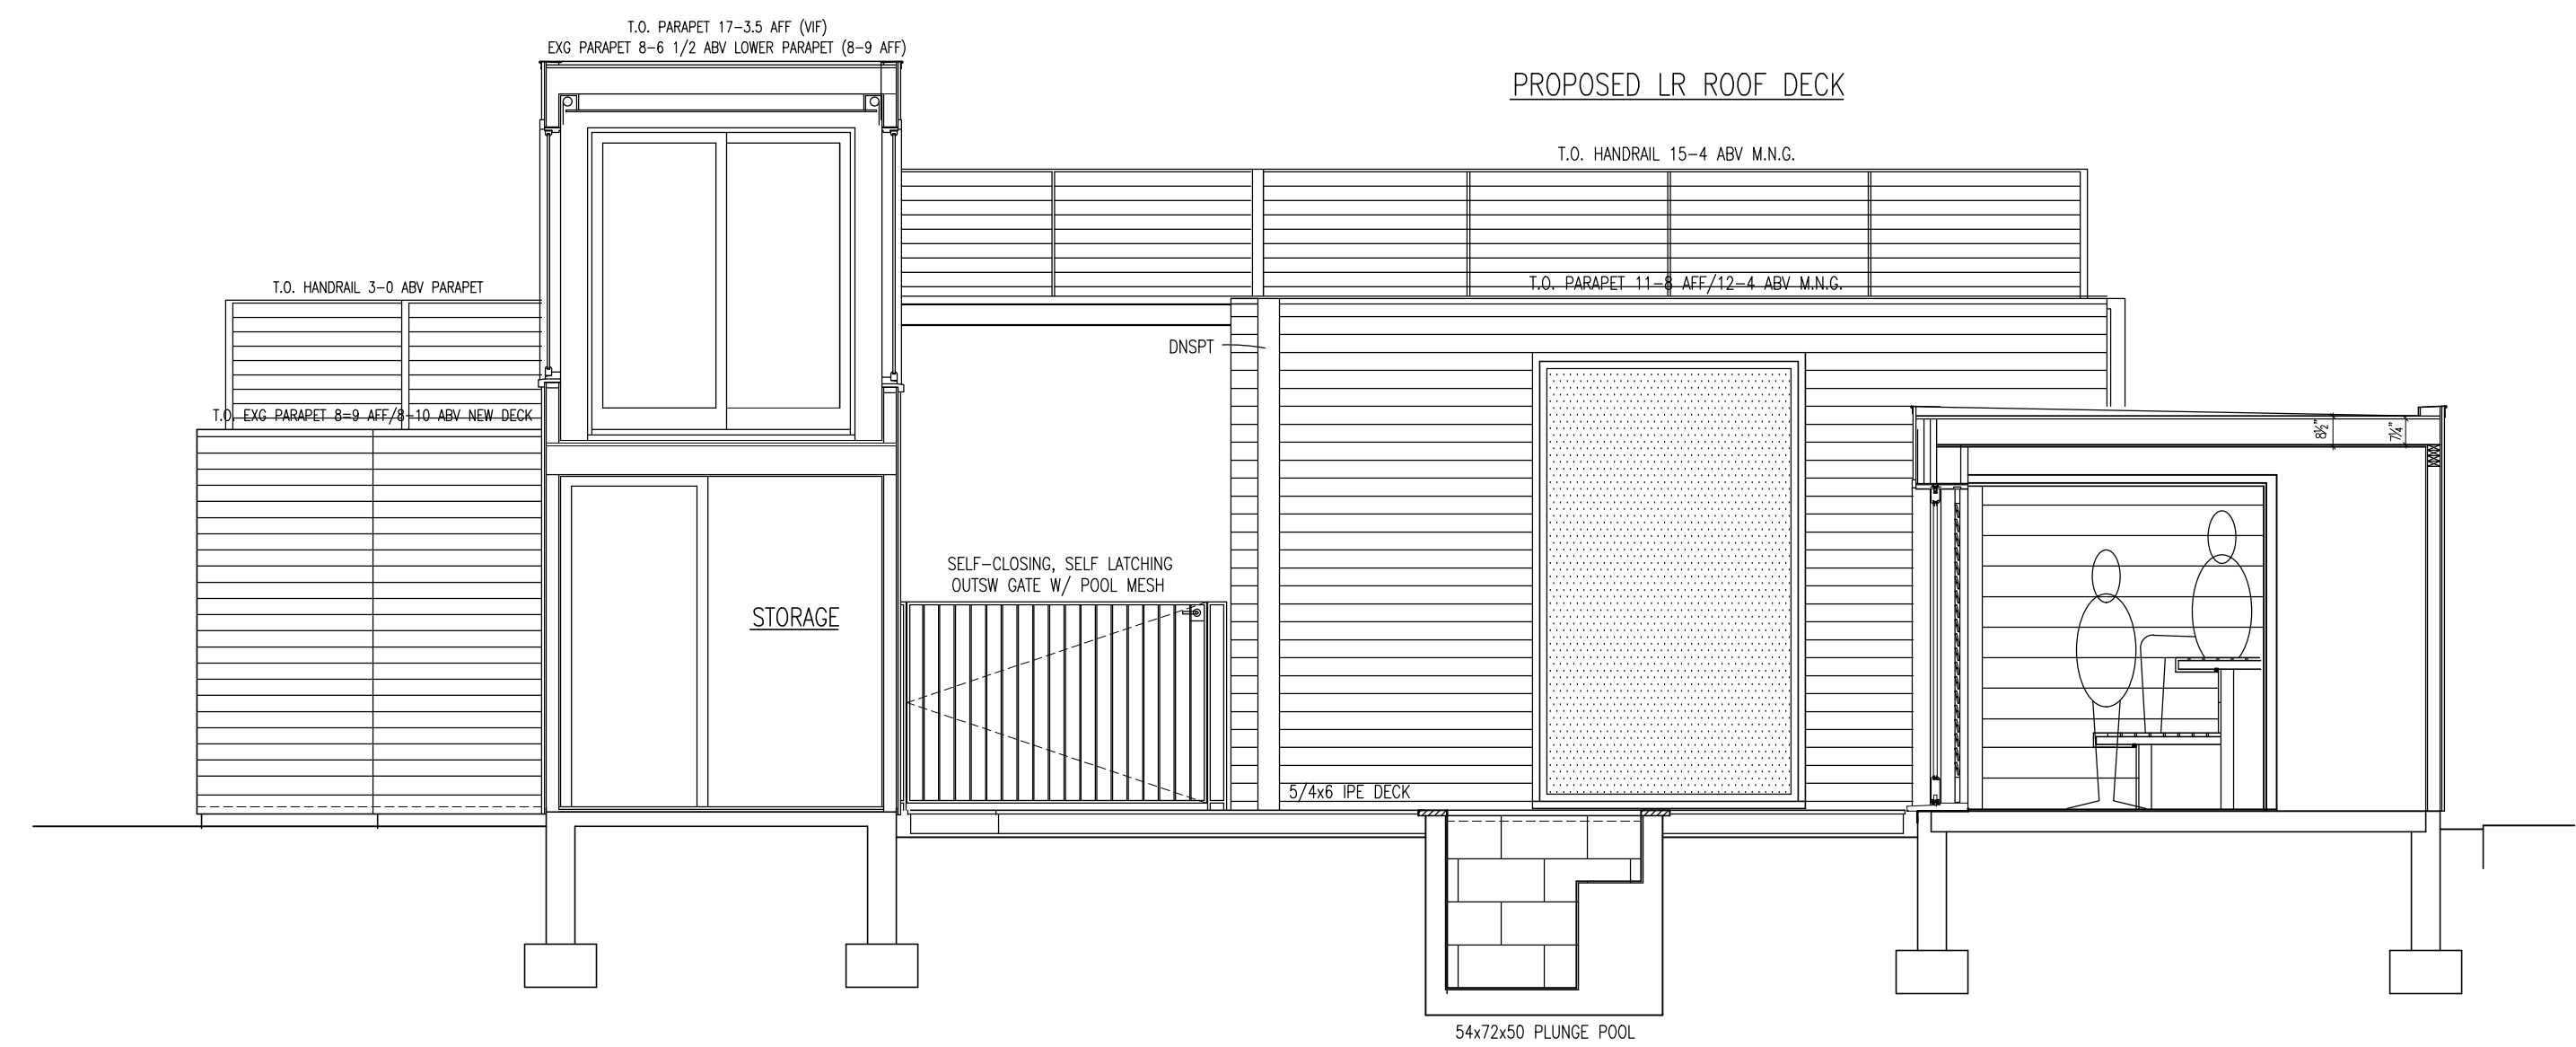 T.O. PARAPET 17-3.5 AFF (VIF)
EXG PARAPET 8-6 1/2 ABV LOWER PARAPET (8-9 AFF)
PROPOSED LR ROOF DECK
T.O. HANDRAIL 15-4 ABV M.N.G.
T.O. HANDRAIL 3-0 ABV PARAPET
T.O. PARAPET 11-8 AFF/12-4 ABV M.N.G.
DNSPT
T.O. EXG PARAPET 8-9 AFF/8-10 ABV NEW DECK
8½"
7¼"
SELF-CLOSING, SELF LATCHING
OUTSW GATE W/ POOL MESH
STORAGE
5/4x6 IPE DECK
54x72x50 PLUNGE POOL